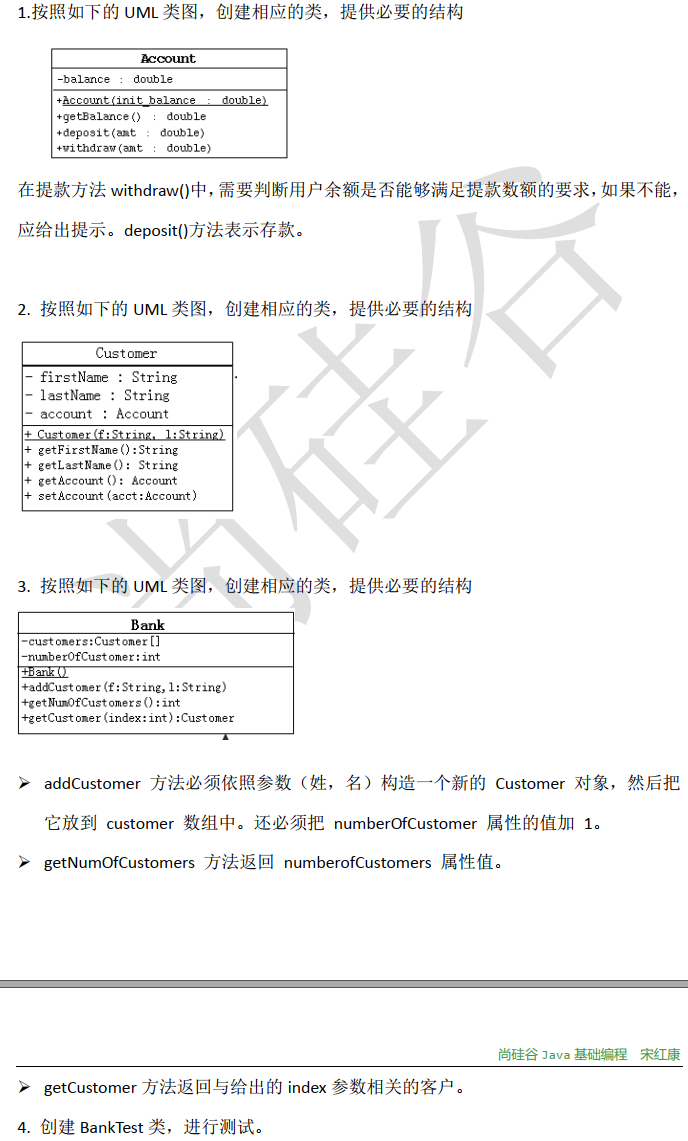 1.按照如下的 UML 类图，创建相应的类，提供必要的结构
Account
-balance : double
+Account(init_balance : double)
+getBalance() : double
+deposit(amt : double)
+withdraw(amt : double)
在提款方法 withdraw()中，需要判断用户余额是否能够满足提款数额的要求，如果不能，
应给出提示。deposit()方法表示存款。
2. 按照如下的 UML 类图，创建相应的类，提供必要的结构
Customer
- firstName : String
- lastName : String
- account : Account
+ Customer(f:String, l:String)
+ getFirstName():String
+ getLastName(): String
+ getAccount(): Account
+ setAccount(acct:Account)
尚硅谷
3. 按照如下的 UML 类图，创建相应的类，提供必要的结构
Bank
-customers:Customer[]
-numberOfCustomer:int
+Bank()
+addCustomer(f:String,l:String)
+getNumOfCustomers():int
+getCustomer(index:int):Customer
➢ addCustomer 方法必须依照参数（姓，名）构造一个新的 Customer 对象，然后把
它放到 customer 数组中。还必须把 numberOfCustomer 属性的值加 1。
➢ getNumOfCustomers 方法返回 numberofCustomers 属性值。
尚硅谷 Java 基础编程 宋红康
➢ getCustomer 方法返回与给出的 index 参数相关的客户。
4. 创建 BankTest 类，进行测试。